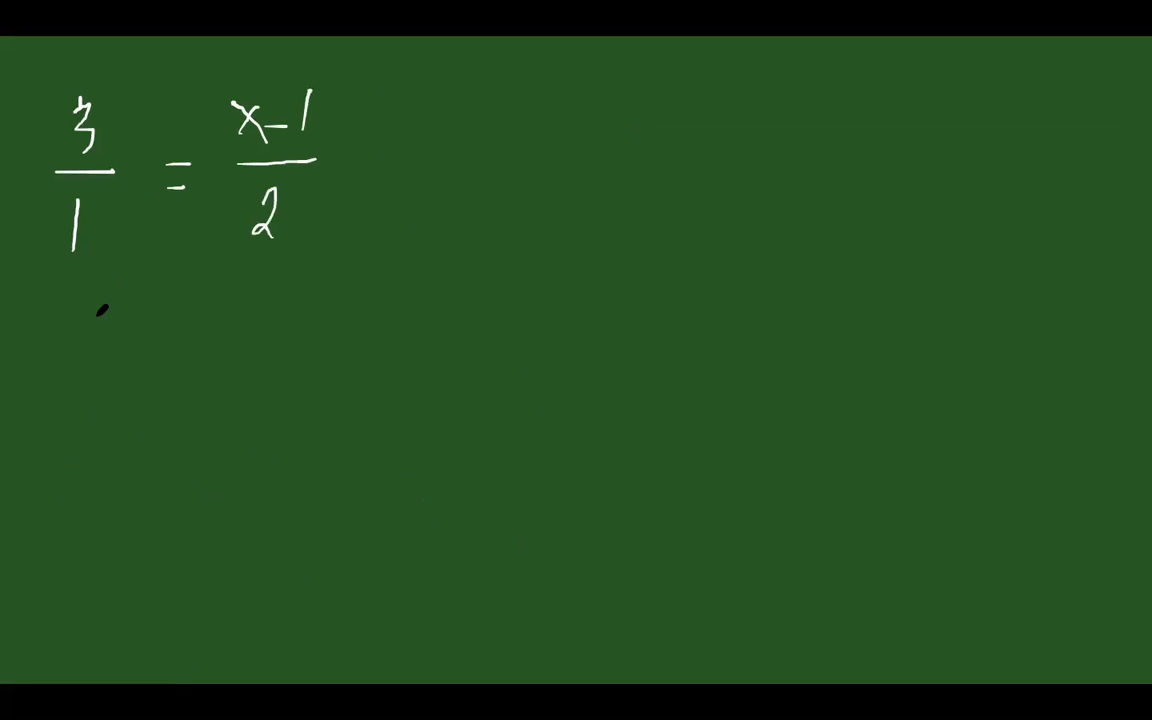 3/1 = x-1/2